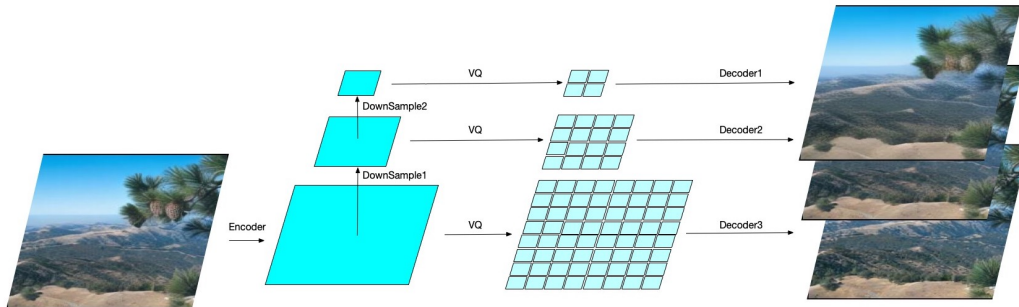 VQ
Decoder1
DownSample2
VQ
Decoder2
DownSample1
Encoder
VQ
Decoder3